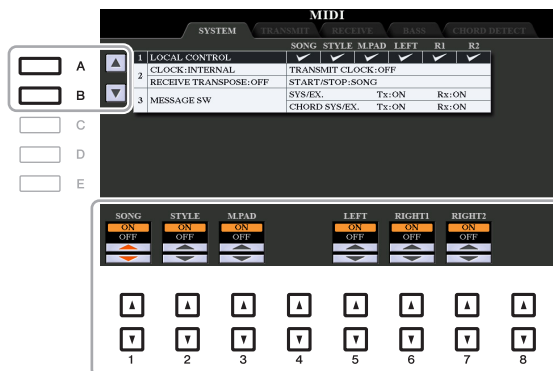 MIDI
SYSTEM TRANSMIT RECEIVE BASS CHORD DETECT
SONG STYLE M.PAD LEFT R1 R2
1 LOCAL CONTROL
2 CLOCK:INTERNAL TRANSMIT CLOCK:OFF
RECEIVE TRANSPOSE:OFF START/STOP:SONG
3 MESSAGE SW SYS/EX. Tx:ON Rx:ON
CHORD SYS/EX. Tx:ON Rx:ON
A
B
C
D
E
SONG STYLE M.PAD LEFT RIGHT1 RIGHT2
ON ON ON ON ON ON
OFF OFF OFF OFF OFF OFF
1 2 3 4 5 6 7 8